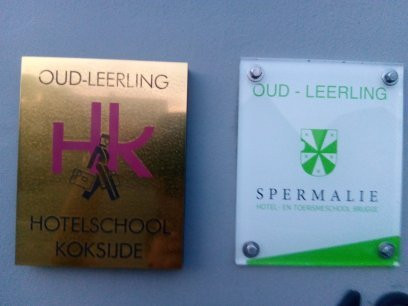 OUD-LEERLING
HK
HOTELSCHOOL
KOKSIJDE
OUD - LEERLING
SPERMALIE
HOTEL- EN TOERISMESCHOOL BRUGGE